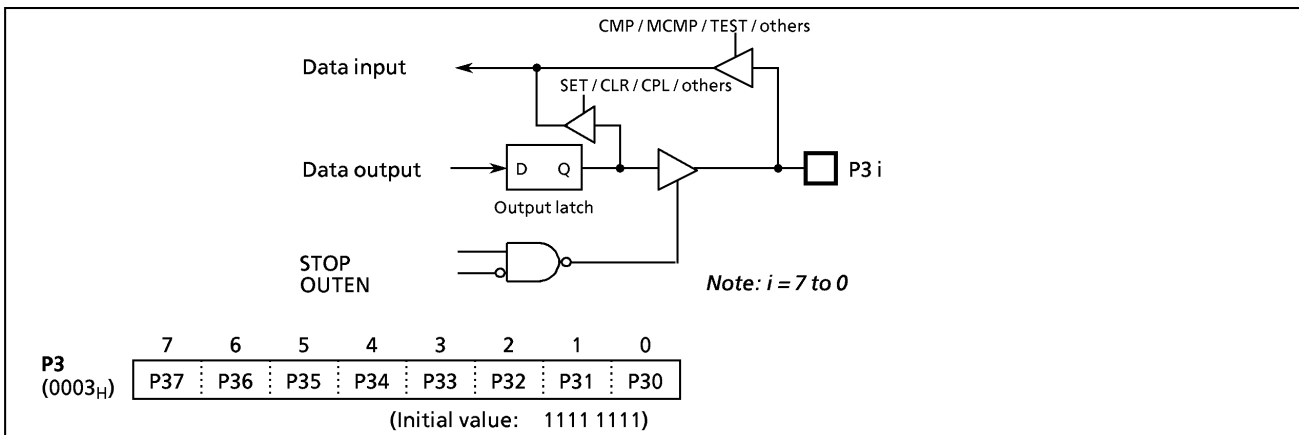 CMP / MCMP / TEST / others
Data input
SET / CLR / CPL / others
Data output
D Q
P3 i
Output latch
STOP
OUTEN
Note: i = 7 to 0
7 6 5 4 3 2 1 0
P3
(0003H)
P37 P36 P35 P34 P33 P32 P31 P30
(Initial value: 1111 1111)